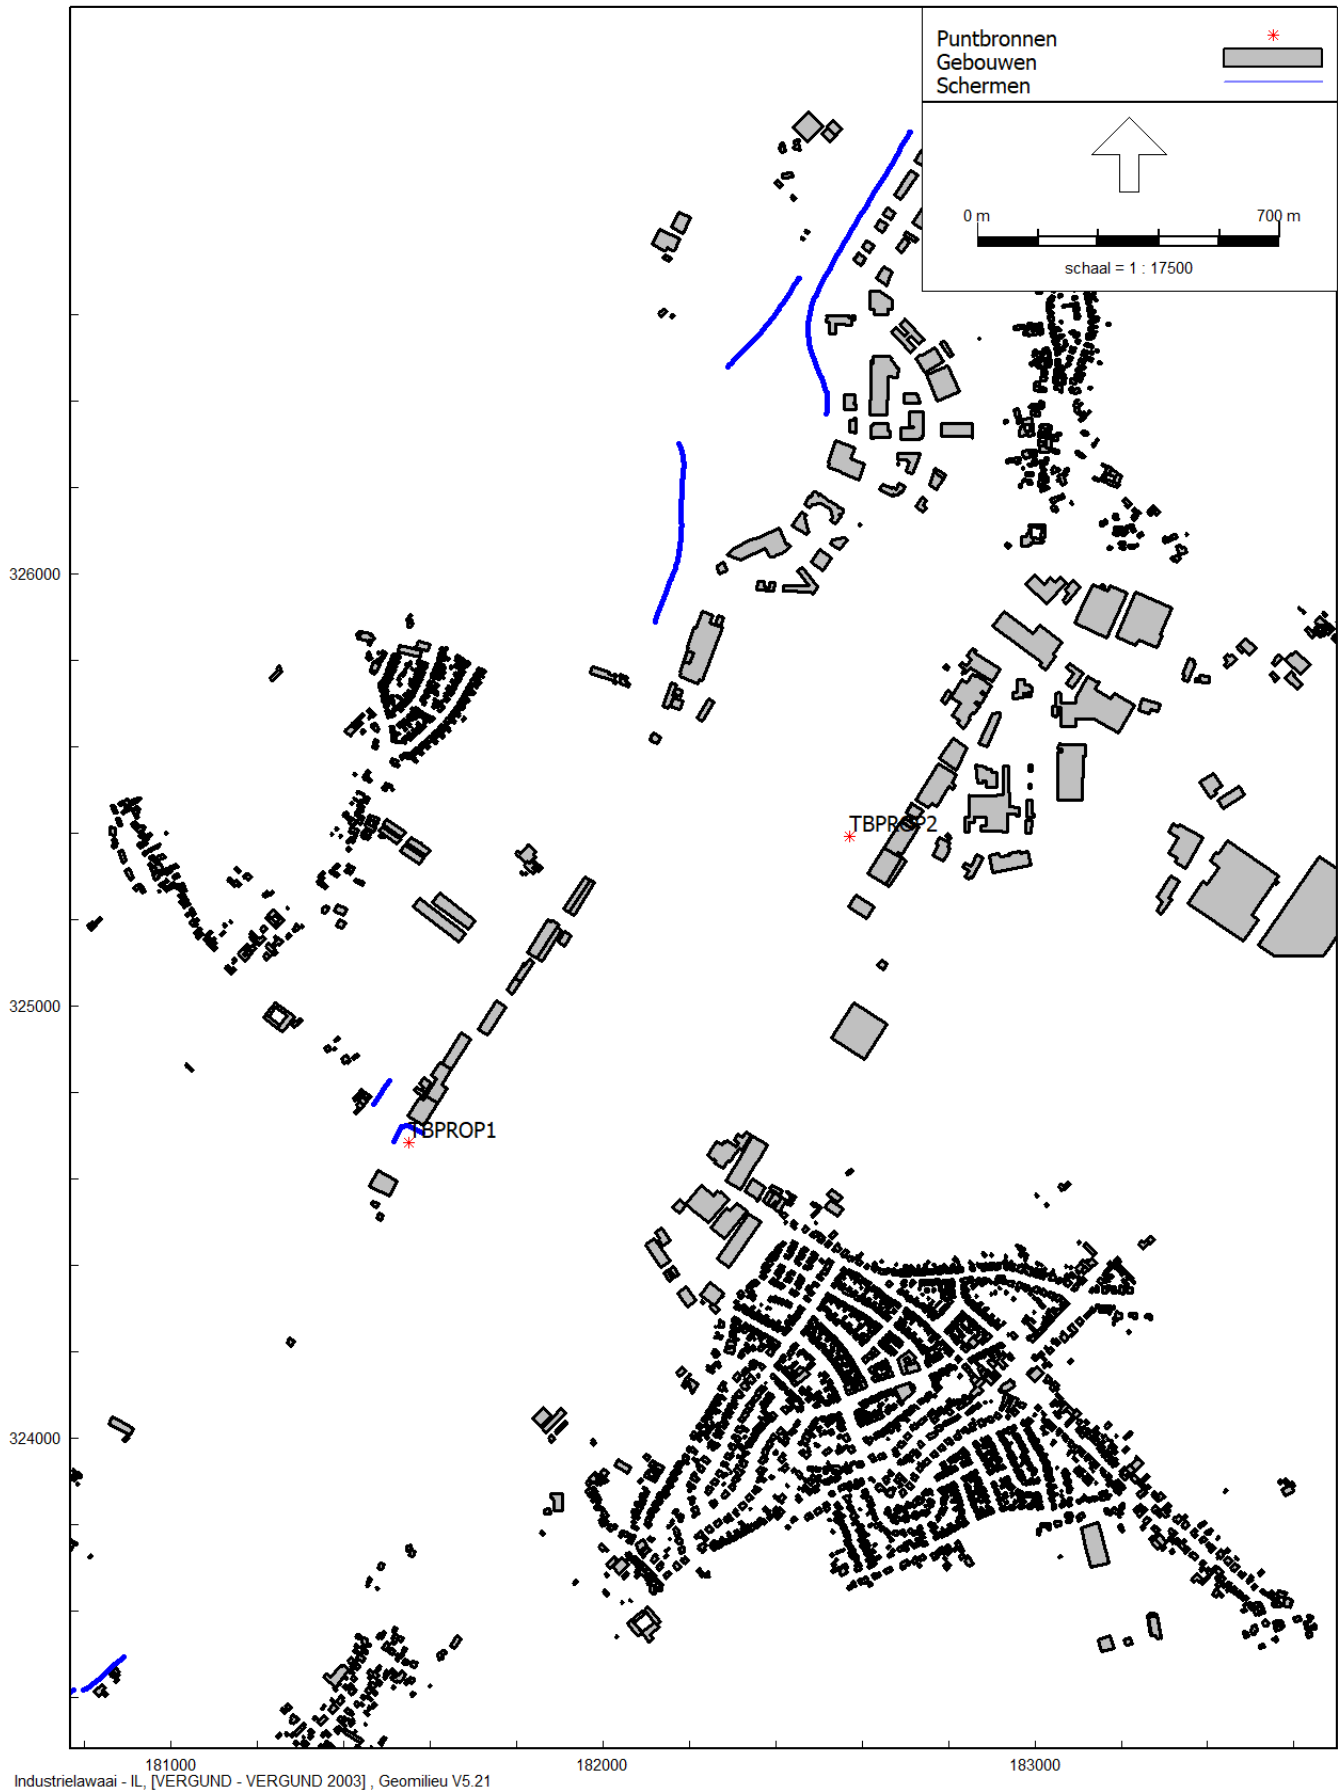 Puntbronnen
Gebouwen
Schermen
0 m 700 m
schaal = 1 : 17500
326000
TBPROP2
325000
TBPROP1
324000
181000 182000 183000
Industrielawaai - IL, [VERGUND - VERGUND 2003] , Geomilieu V5.21